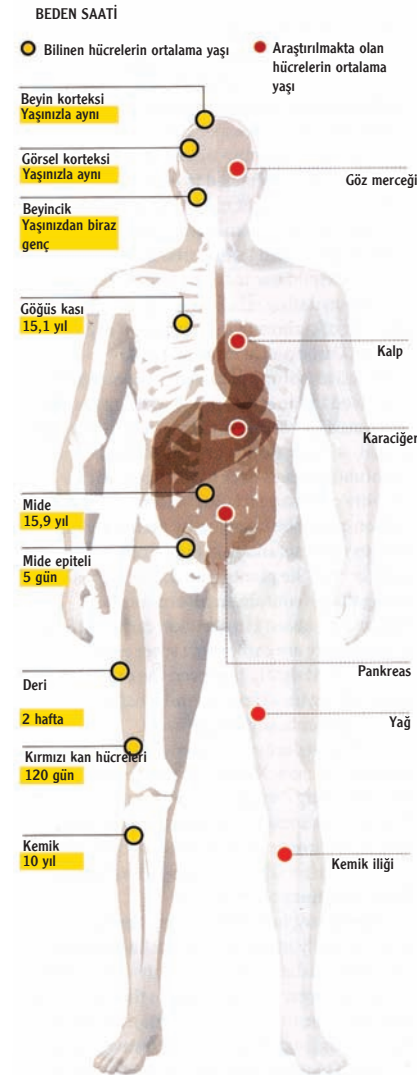 BEDEN SAATİ
Bilinen hücrelerin ortalama yaşı
Araştırılmakta olan
hücrelerin ortalama
yaşı
Beyin korteksi
Yaşınızla aynı
Görsel korteksi
Yaşınızla aynı
Göz merceği
Beyincik
Yaşınızdan biraz
genç
Göğüs kası
15,1 yıl
Kalp
Karaciğer
Mide
15,9 yıl
Mide epiteli
5 gün
Pankreas
Deri
2 hafta
Yağ
Kırmızı kan hücreleri
120 gün
Kemik
10 yıl
Kemik iliği